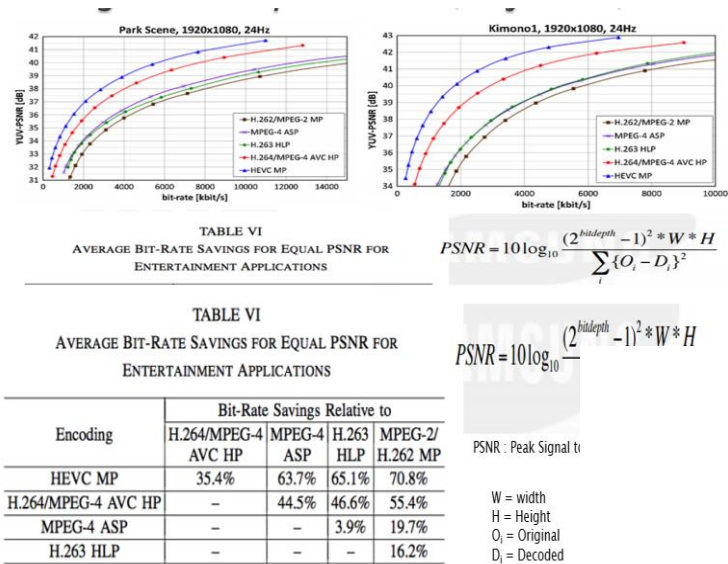 Park Scene, 1920x1080, 24Hz
42
41
40
39
38
37
36
35
34
33
32
31
YUV-PSNR [dB]
H.262/MPEG-2 MP
MPEG-4 ASP
H.263 HLP
H.264/MPEG-4 AVC HP
HEVC MP
0 2000 4000 6000 8000 10000 12000 14000
bit-rate [kbit/s]
Kimono1, 1920x1080, 24Hz
43
42
41
40
39
38
37
36
35
34
YUV-PSNR [dB]
H.262/MPEG-2 MP
MPEG-4 ASP
H.263 HLP
H.264/MPEG-4 AVC HP
HEVC MP
0 2000 4000 6000 8000 10000
bit-rate [kbit/s]
TABLE VI
AVERAGE BIT-RATE SAVINGS FOR EQUAL PSNR FOR
ENTERTAINMENT APPLICATIONS
PSNR = 10 log10 (2^bitdepth − 1)^2 * W * H / ∑i {Oi − Di}^2
TABLE VI
AVERAGE BIT-RATE SAVINGS FOR EQUAL PSNR FOR
ENTERTAINMENT APPLICATIONS
Encoding Bit-Rate Savings Relative to
H.264/MPEG-4 AVC HP MPEG-4 ASP H.263 HLP MPEG-2/ H.262 MP
HEVC MP 35.4% 63.7% 65.1% 70.8%
H.264/MPEG-4 AVC HP – 44.5% 46.6% 55.4%
MPEG-4 ASP – – 3.9% 19.7%
H.263 HLP – – – 16.2%
PSNR = 10 log10 (2^bitdepth − 1)^2 * W * H
PSNR : Peak Signal to
W = width
H = Height
Oi = Original
Di = Decoded